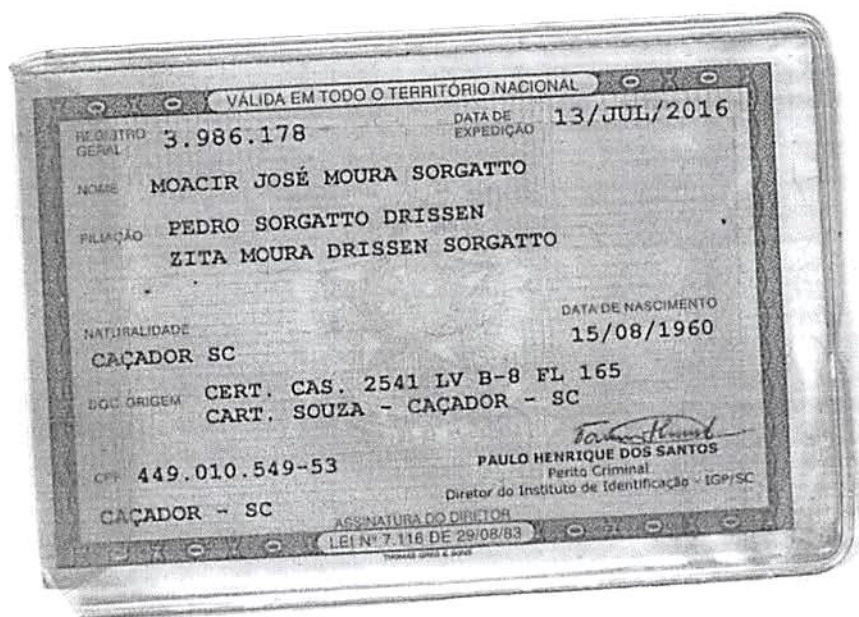 VÁLIDA EM TODO O TERRITÓRIO NACIONAL
REGISTRO GERAL 3.986.178 DATA DE EXPEDIÇÃO 13/JUL/2016
NOME MOACIR JOSÉ MOURA SORGATTO
FILIAÇÃO PEDRO SORGATTO DRISSEN
ZITA MOURA DRISSEN SORGATTO
NATURALIDADE DATA DE NASCIMENTO
CAÇADOR SC 15/08/1960
DOC ORIGEM CERT. CAS. 2541 LV B-8 FL 165
CART. SOUZA - CAÇADOR - SC
CPF 449.010.549-53 PAULO HENRIQUE DOS SANTOS
Perito Criminal
Diretor do Instituto de Identificação - IGP/SC
CAÇADOR - SC
ASSINATURA DO DIRETOR
LEI Nº 7.116 DE 29/08/83
THOMAS GREG & SONS